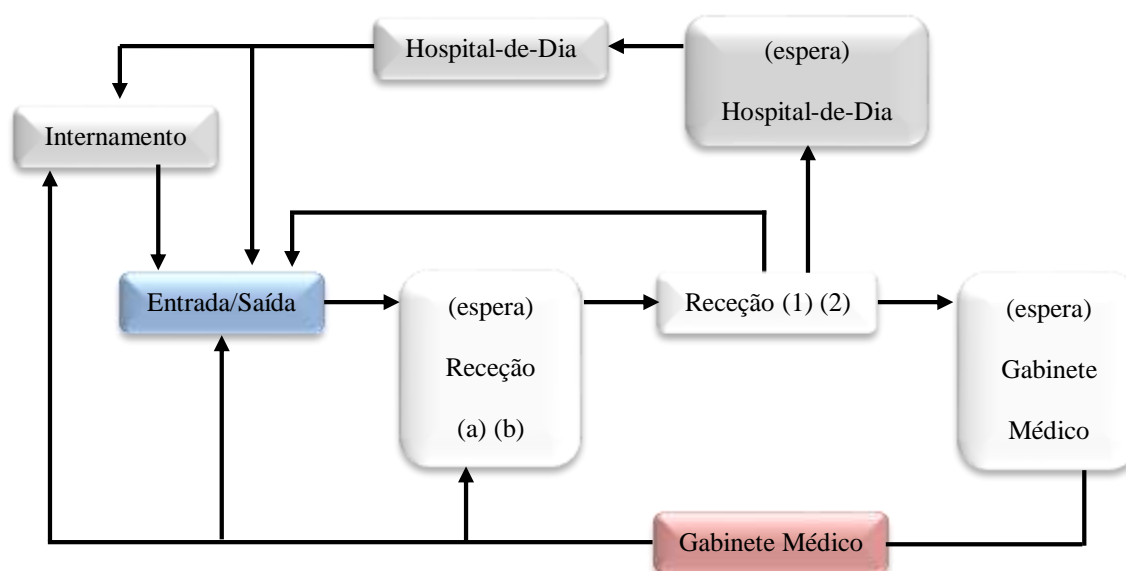 Hospital-de-Dia
(espera)
Hospital-de-Dia
Internamento
Entrada/Saída
(espera)
Receção
(a) (b)
Receção (1) (2)
(espera)
Gabinete
Médico
Gabinete Médico